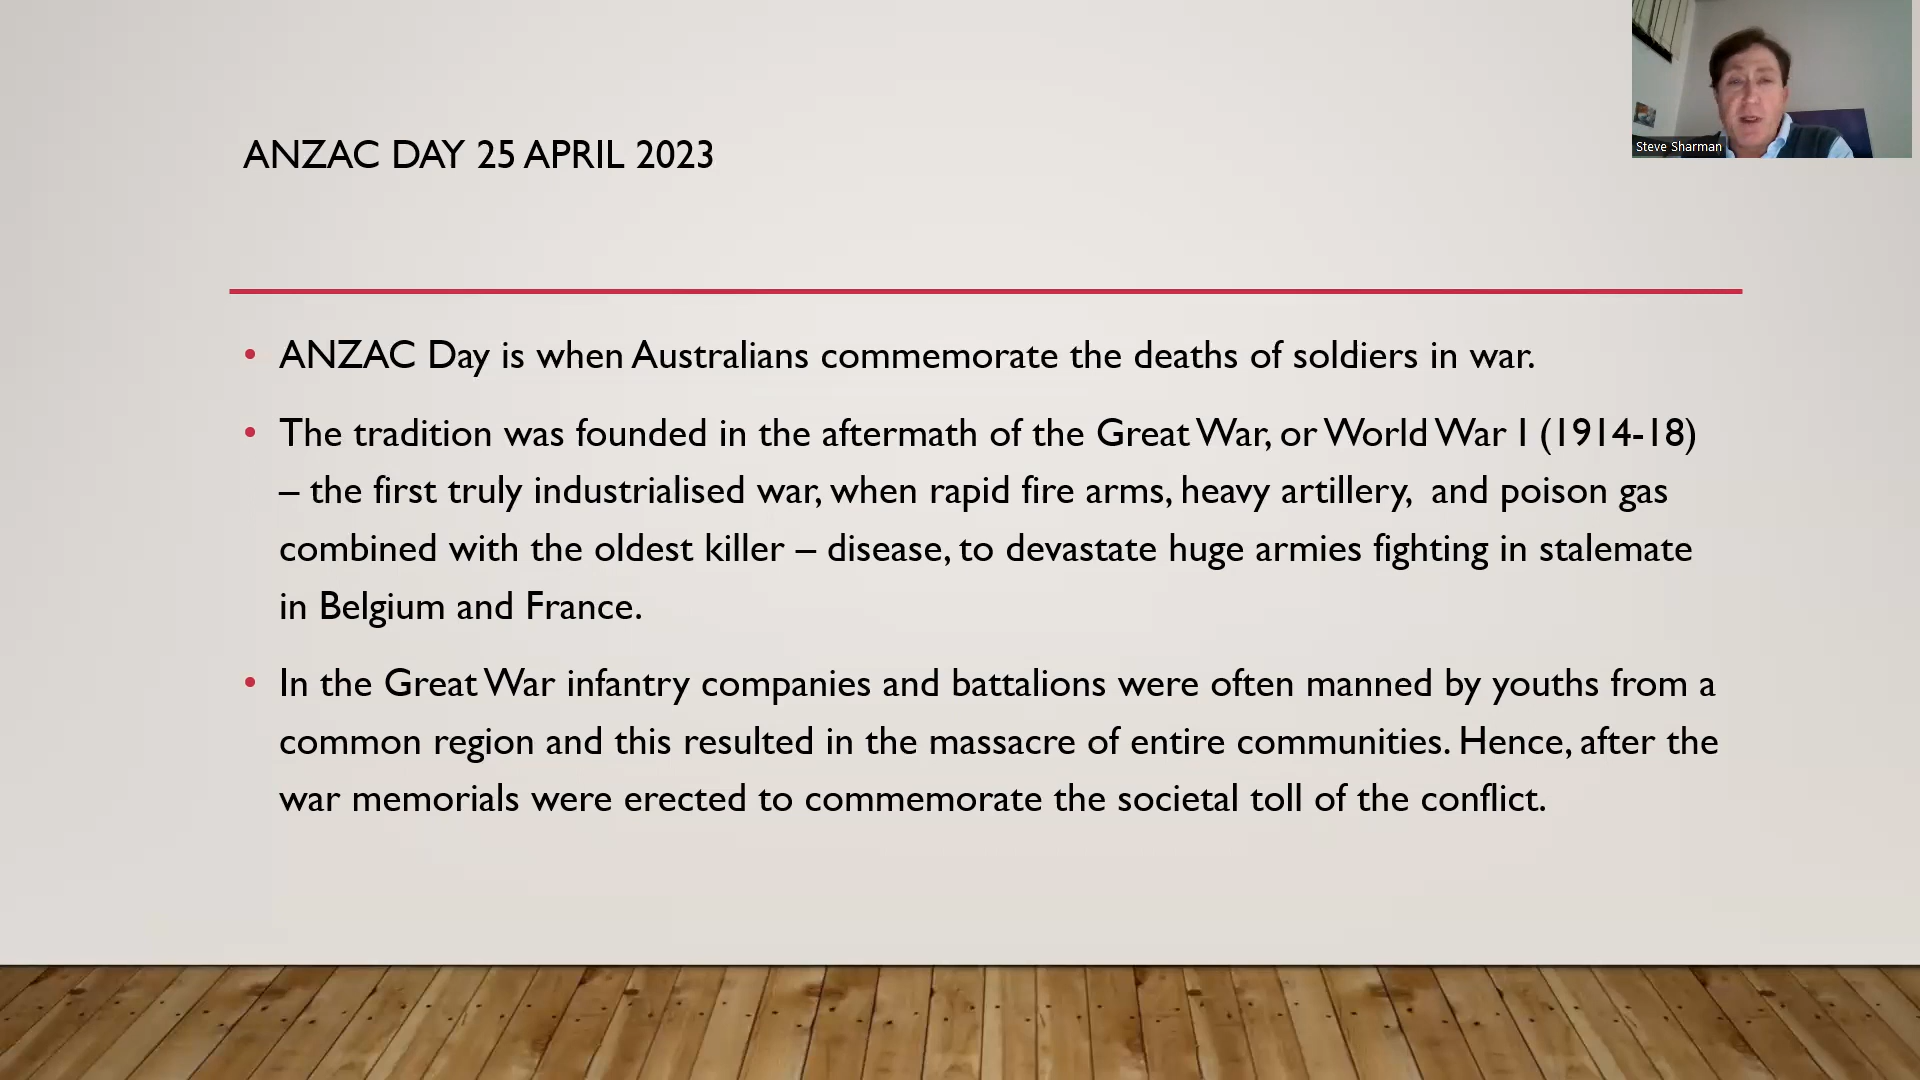 ANZAC DAY 25 APRIL 2023
Steve Sharman
• ANZAC Day is when Australians commemorate the deaths of soldiers in war.
• The tradition was founded in the aftermath of the Great War, or World War I (1914-18)
– the first truly industrialised war, when rapid fire arms, heavy artillery,  and poison gas
combined with the oldest killer – disease, to devastate huge armies fighting in stalemate
in Belgium and France.
• In the Great War infantry companies and battalions were often manned by youths from a
common region and this resulted in the massacre of entire communities. Hence, after the
war memorials were erected to commemorate the societal toll of the conflict.